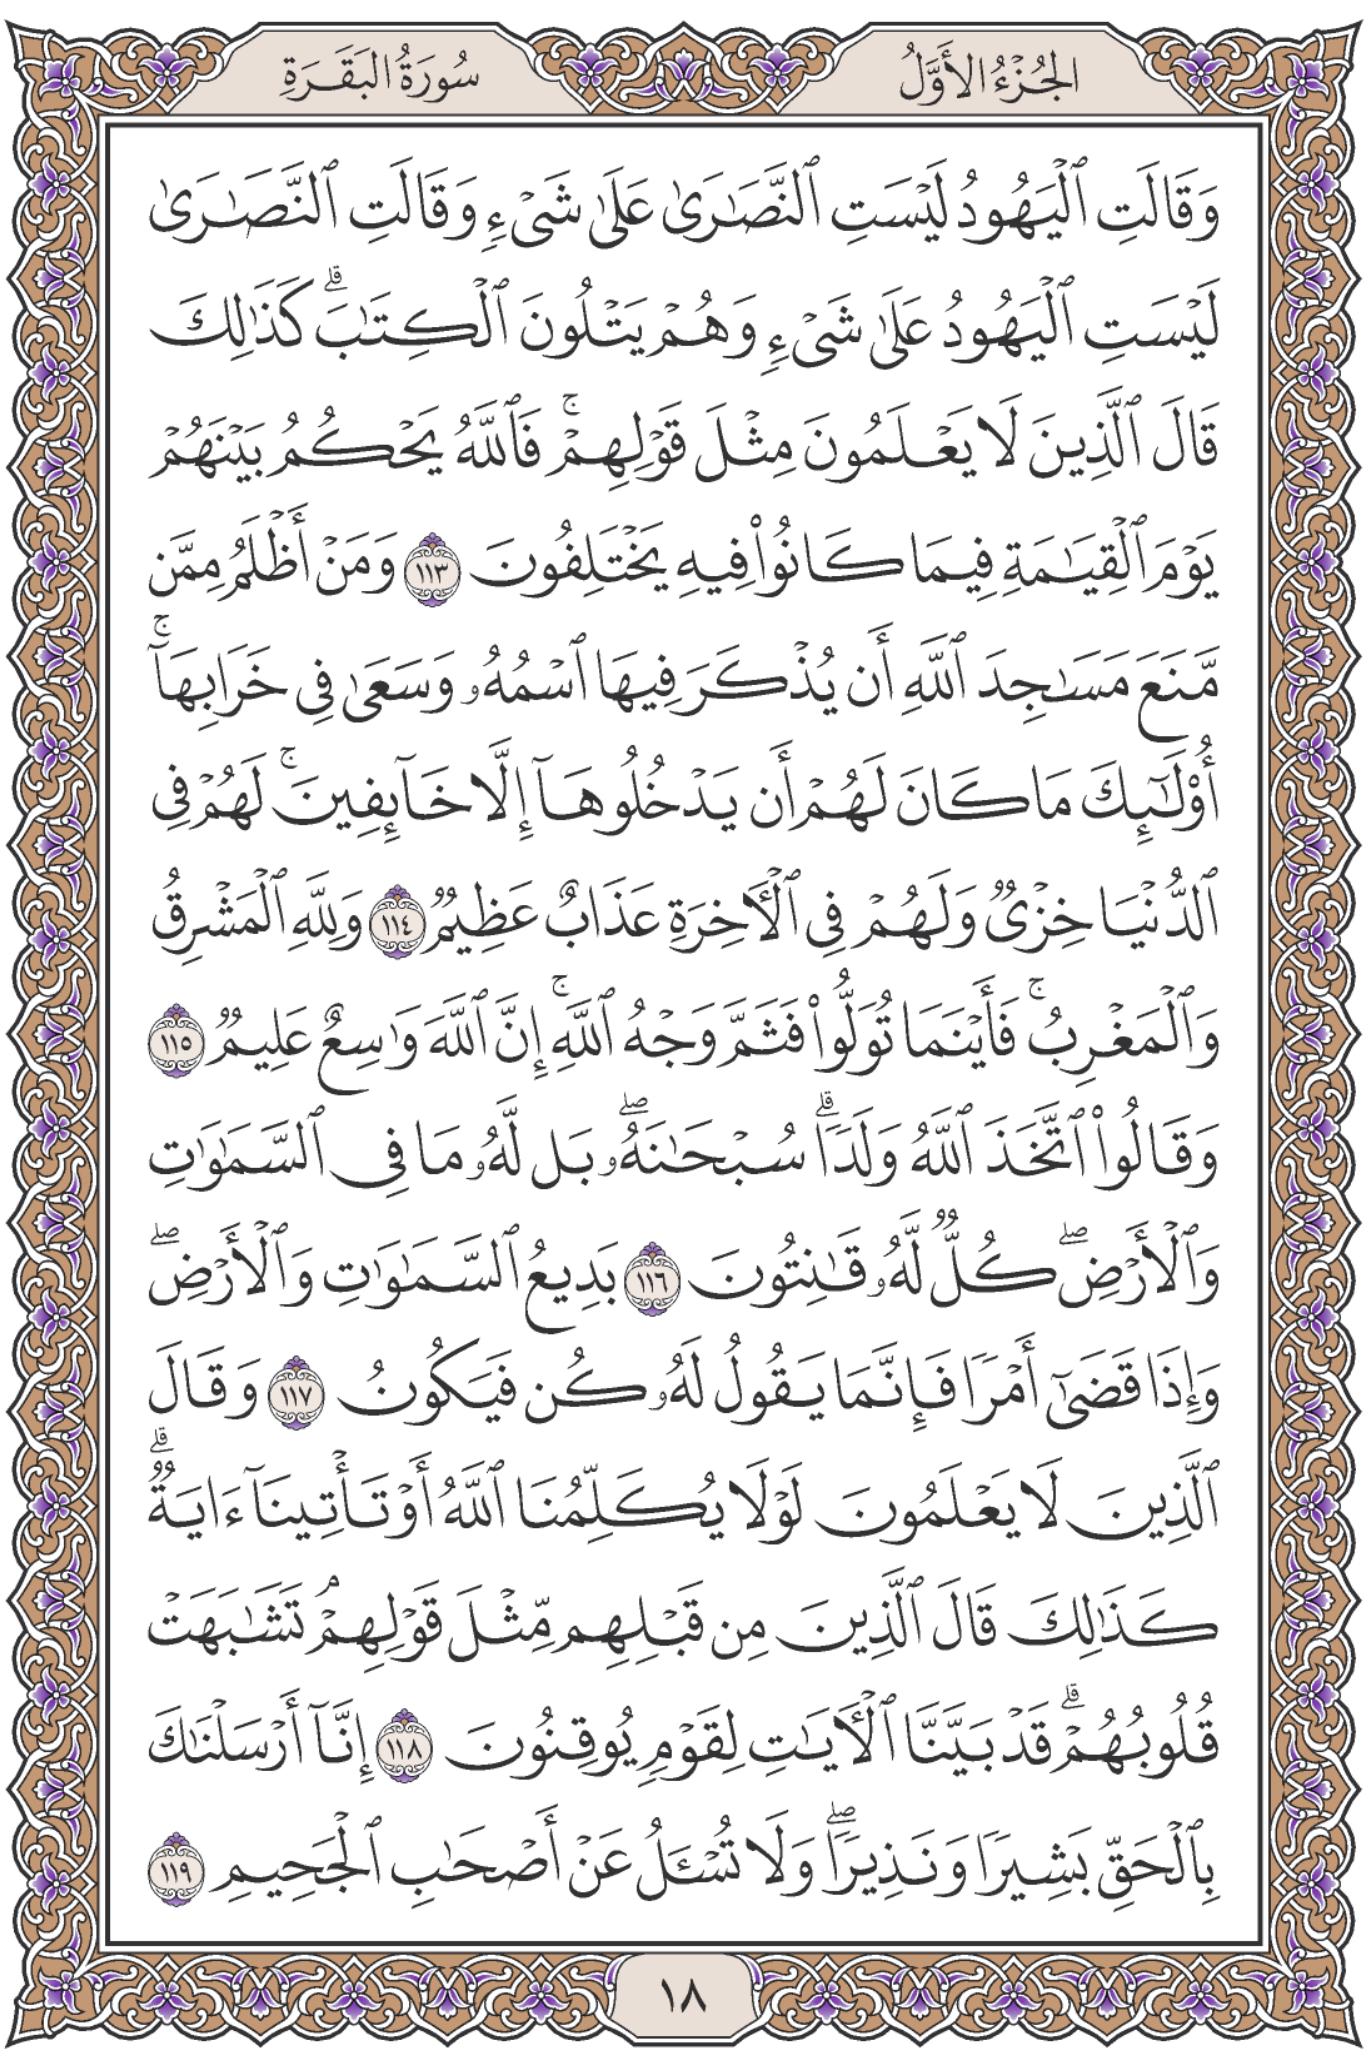 الجُزْءُ الأَوَّلُ
سُورَةُ البَقَرَةِ
وَقَالَتِ ٱلۡيَهُودُ لَيۡسَتِ ٱلنَّصَٰرَىٰ عَلَىٰ شَيۡءٖ وَقَالَتِ ٱلنَّصَٰرَىٰ
لَيۡسَتِ ٱلۡيَهُودُ عَلَىٰ شَيۡءٖ وَهُمۡ يَتۡلُونَ ٱلۡكِتَٰبَۗ كَذَٰلِكَ
قَالَ ٱلَّذِينَ لَا يَعۡلَمُونَ مِثۡلَ قَوۡلِهِمۡۚ فَٱللَّهُ يَحۡكُمُ بَيۡنَهُمۡ
يَوۡمَ ٱلۡقِيَٰمَةِ فِيمَا كَانُواْ فِيهِ يَخۡتَلِفُونَ ١١٣ وَمَنۡ أَظۡلَمُ مِمَّن
مَّنَعَ مَسَٰجِدَ ٱللَّهِ أَن يُذۡكَرَ فِيهَا ٱسۡمُهُۥ وَسَعَىٰ فِي خَرَابِهَآۚ
أُوْلَٰٓئِكَ مَا كَانَ لَهُمۡ أَن يَدۡخُلُوهَآ إِلَّا خَآئِفِينَۚ لَهُمۡ فِي
ٱلدُّنۡيَا خِزۡيٞ وَلَهُمۡ فِي ٱلۡأٓخِرَةِ عَذَابٌ عَظِيمٞ ١١٤ وَلِلَّهِ ٱلۡمَشۡرِقُ
وَٱلۡمَغۡرِبُۚ فَأَيۡنَمَا تُوَلُّواْ فَثَمَّ وَجۡهُ ٱللَّهِۚ إِنَّ ٱللَّهَ وَٰسِعٌ عَلِيمٞ ١١٥
وَقَالُواْ ٱتَّخَذَ ٱللَّهُ وَلَدٗاۗ سُبۡحَٰنَهُۥۖ بَل لَّهُۥ مَا فِي ٱلسَّمَٰوَٰتِ
وَٱلۡأَرۡضِۖ كُلّٞ لَّهُۥ قَٰنِتُونَ ١١٦ بَدِيعُ ٱلسَّمَٰوَٰتِ وَٱلۡأَرۡضِۖ
وَإِذَا قَضَىٰٓ أَمۡرٗا فَإِنَّمَا يَقُولُ لَهُۥ كُن فَيَكُونُ ١١٧ وَقَالَ
ٱلَّذِينَ لَا يَعۡلَمُونَ لَوۡلَا يُكَلِّمُنَا ٱللَّهُ أَوۡ تَأۡتِينَآ ءَايَةٞۗ
كَذَٰلِكَ قَالَ ٱلَّذِينَ مِن قَبۡلِهِم مِّثۡلَ قَوۡلِهِمۡۘ تَشَٰبَهَتۡ
قُلُوبُهُمۡۗ قَدۡ بَيَّنَّا ٱلۡأٓيَٰتِ لِقَوۡمٖ يُوقِنُونَ ١١٨ إِنَّآ أَرۡسَلۡنَٰكَ
بِٱلۡحَقِّ بَشِيرٗا وَنَذِيرٗاۖ وَلَا تُسۡـَٔلُ عَنۡ أَصۡحَٰبِ ٱلۡجَحِيمِ ١١٩
١٨